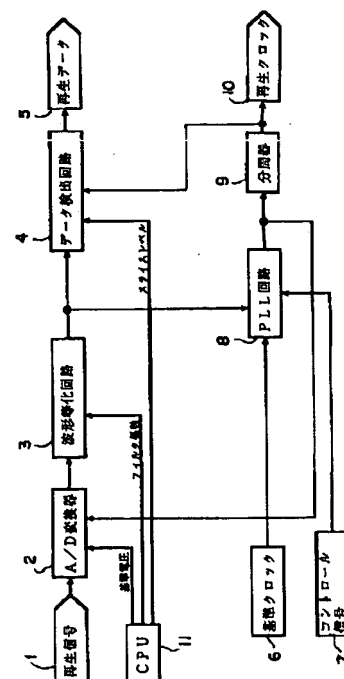 1
再生信号
2
A/D変換器
3
波形等化回路
4
データ検出回路
5
再生データ
基準電圧
フィルタ係数
スライスレベル
CPU
11
6
基準クロック
7
コントロール
信号
8
PLL回路
9
分周器
10
再生クロック